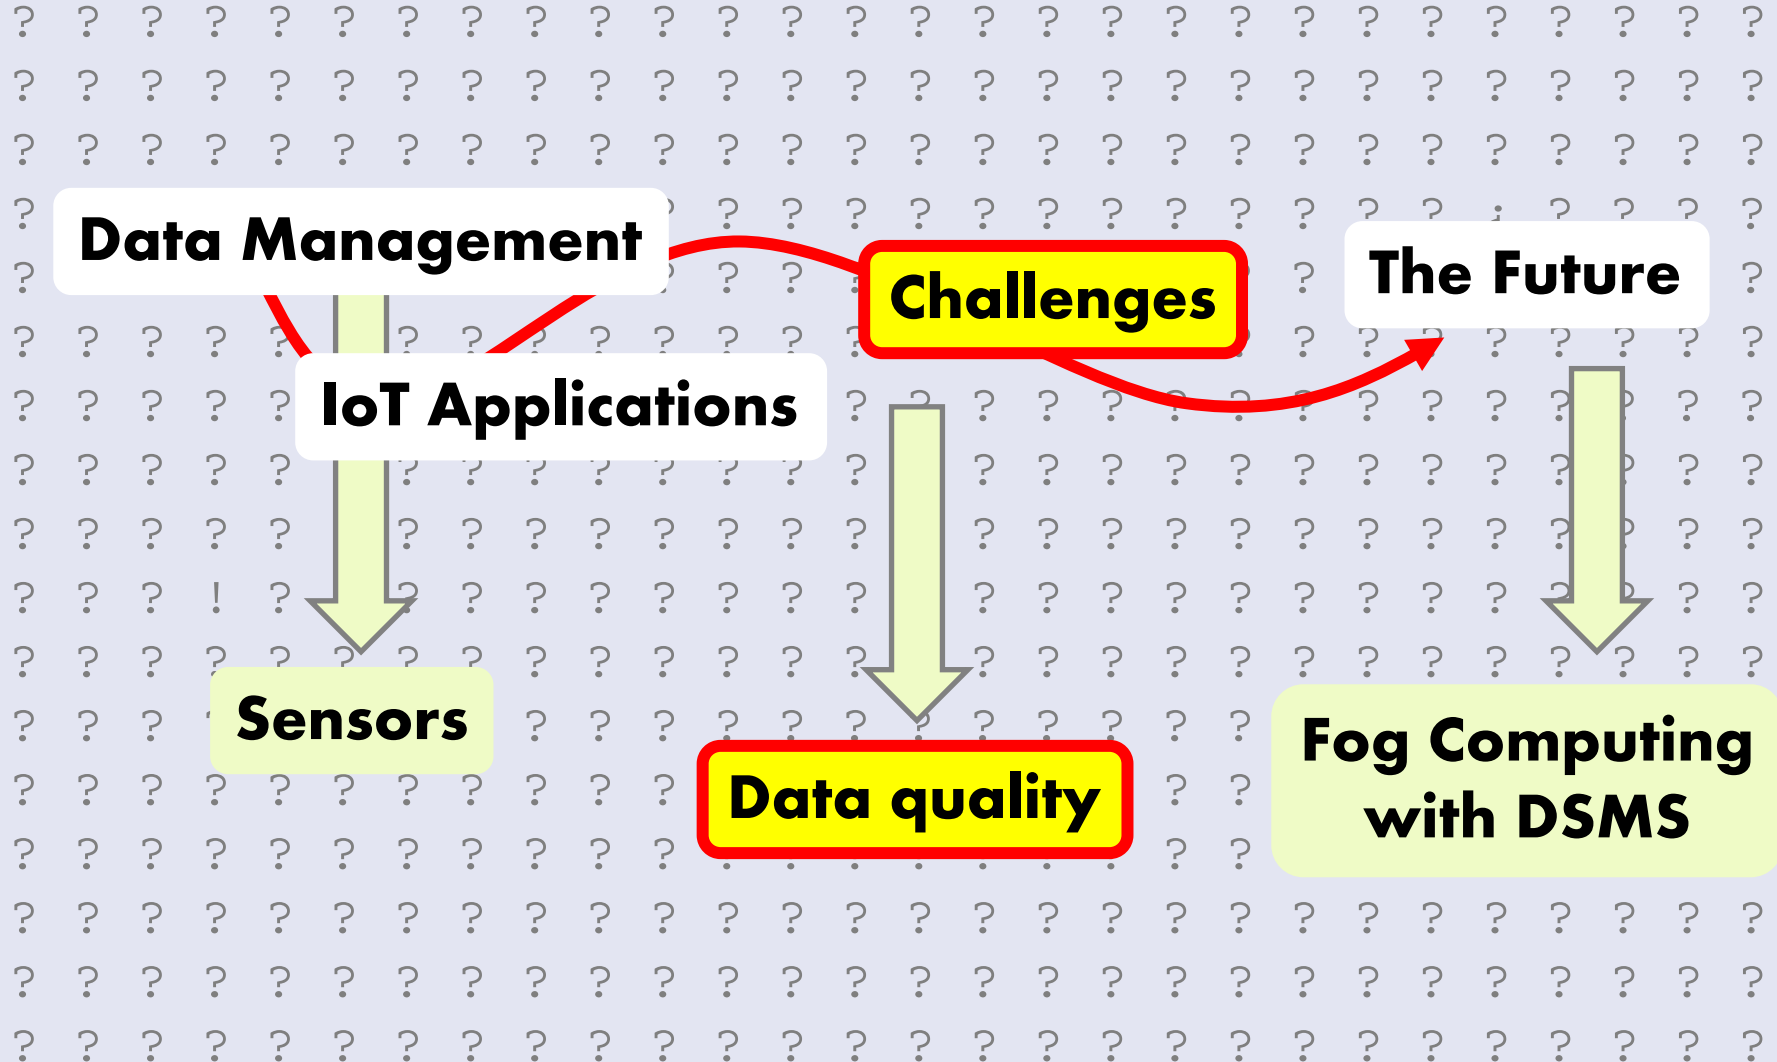 ? ? ? ? ? ? ? ? ? ? ? ? ? ? ? ? ? ? ? ? ? ? ? ? ? ? ? ?
? ? ? ? ? ? ? ? ? ? ? ? ? ? ? ? ? ? ? ? ? ? ? ? ? ? ? ?
? ? ? ? ? ? ? ? ? ? ? ? ? ? ? ? ? ? ? ? ? ? ? ? ? ? ? ?
Data Management
Challenges
The Future
IoT Applications
!
Sensors
Data quality
Fog Computing
with DSMS
? ? ? ? ? ? ? ? ? ? ? ? ? ? ? ? ? ? ? ? ? ? ? ? ? ? ? ?
? ? ? ? ? ? ? ? ? ? ? ? ? ? ? ? ? ? ? ? ? ? ? ? ? ? ? ?
? ? ? ? ? ? ? ? ? ? ? ? ? ? ? ? ? ? ? ? ? ? ? ? ? ? ? ?